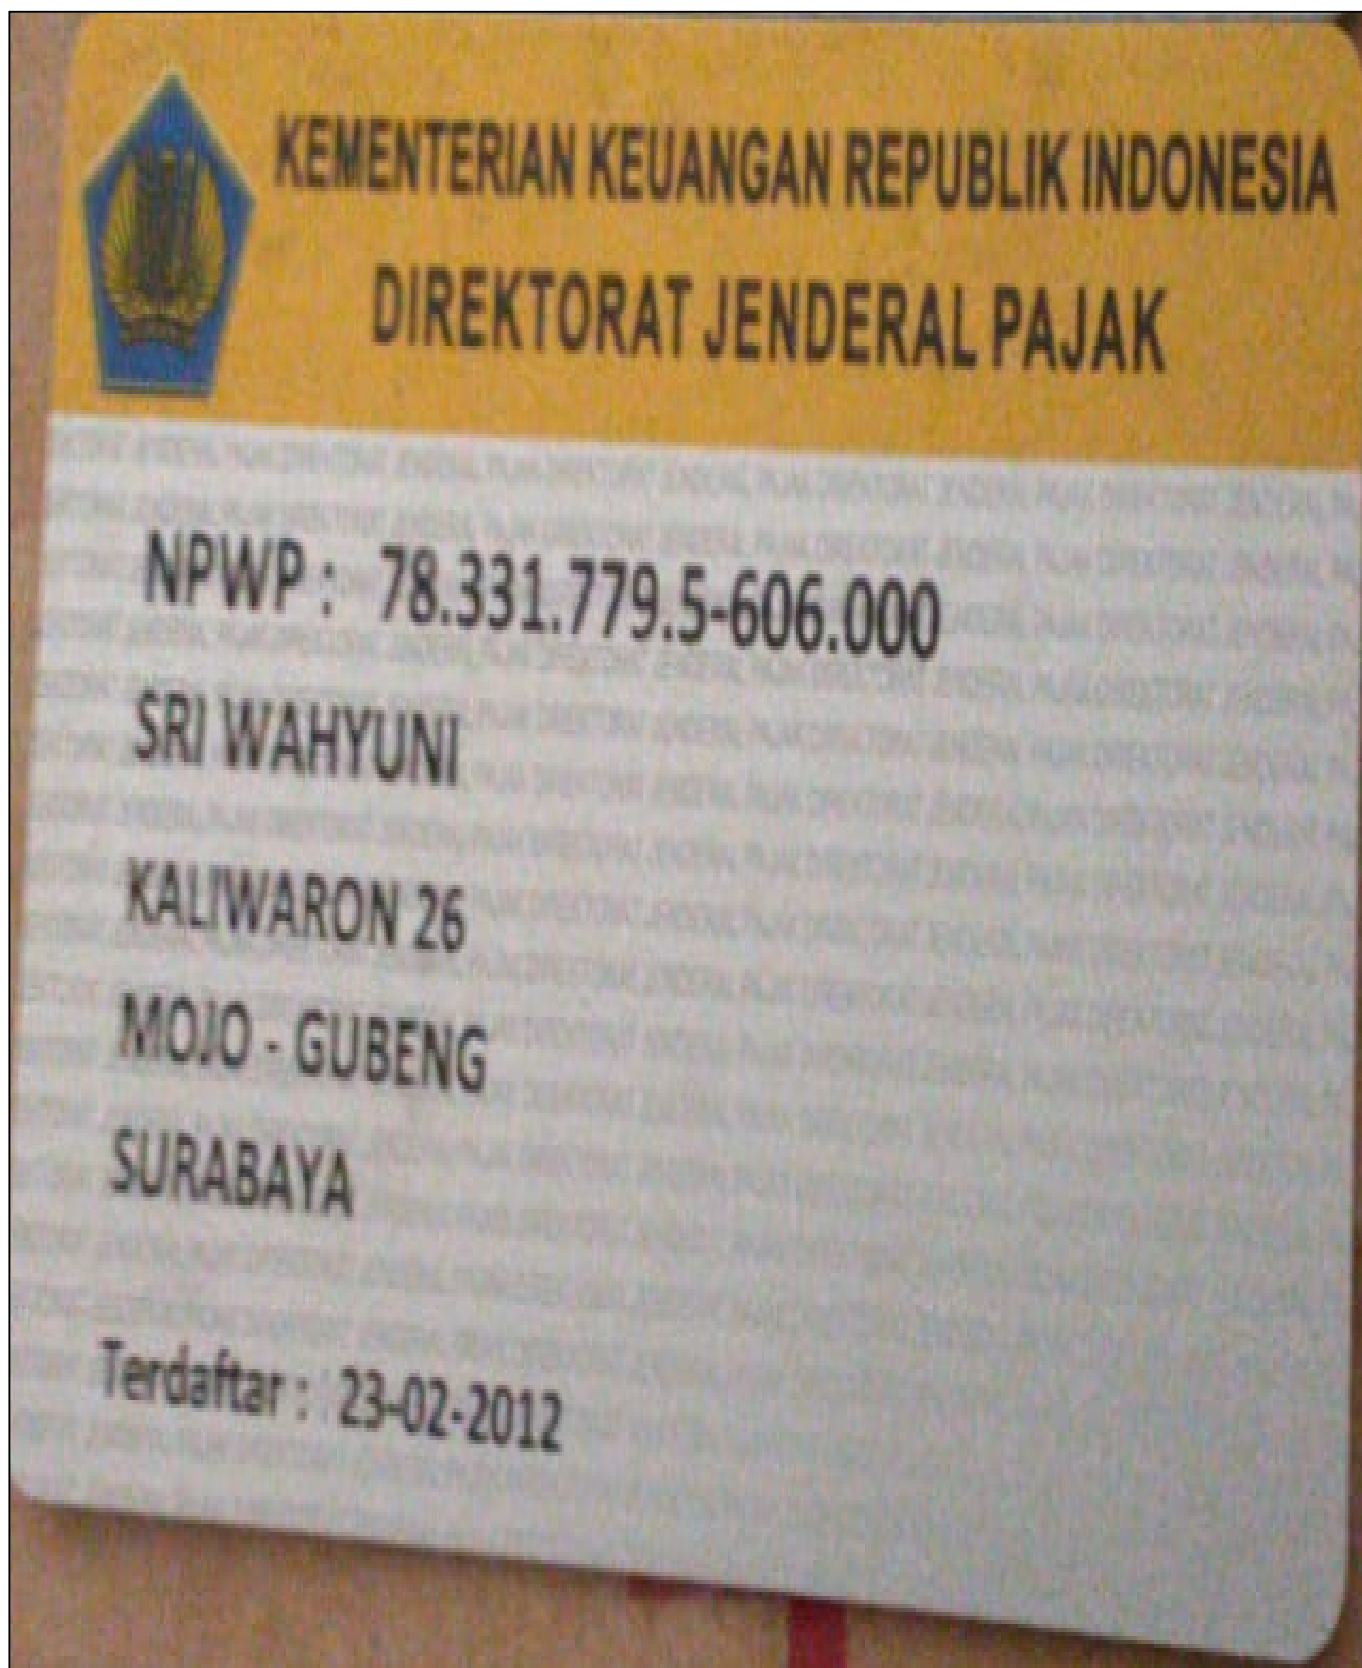 KEMENTERIAN KEUANGAN REPUBLIK INDONESIA
DIREKTORAT JENDERAL PAJAK
NPWP : 78.331.779.5-606.000
SRI WAHYUNI
KALIWARON 26
MOJO - GUBENG
SURABAYA
Terdaftar : 23-02-2012